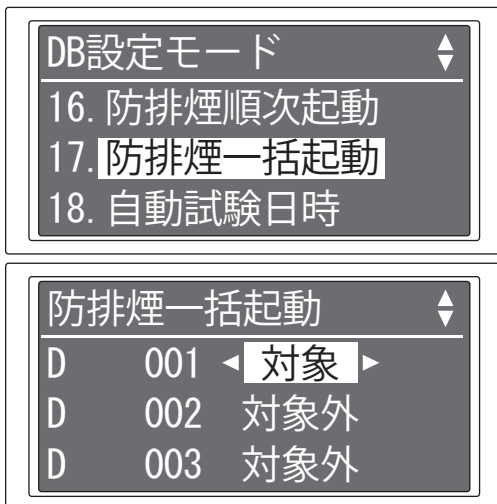 DB設定モード
16. 防排煙順次起動
17. 防排煙一括起動
18. 自動試験日時
防排煙一括起動
D 001 対象
D 002 対象外
D 003 対象外